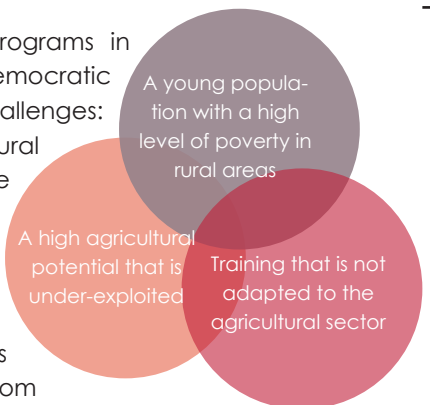 rograms in
emocratic
allenges:
ural
e
s
om
A young popula-
tion with a high
level of poverty in
rural areas
A high agricultural
potential that is
under-exploited
Training that is not
adapted to the
agricultural sector